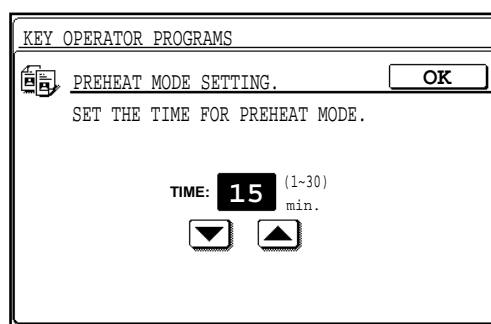 KEY OPERATOR PROGRAMS
PREHEAT MODE SETTING. OK
SET THE TIME FOR PREHEAT MODE.
TIME: 15 (1~30)
min.